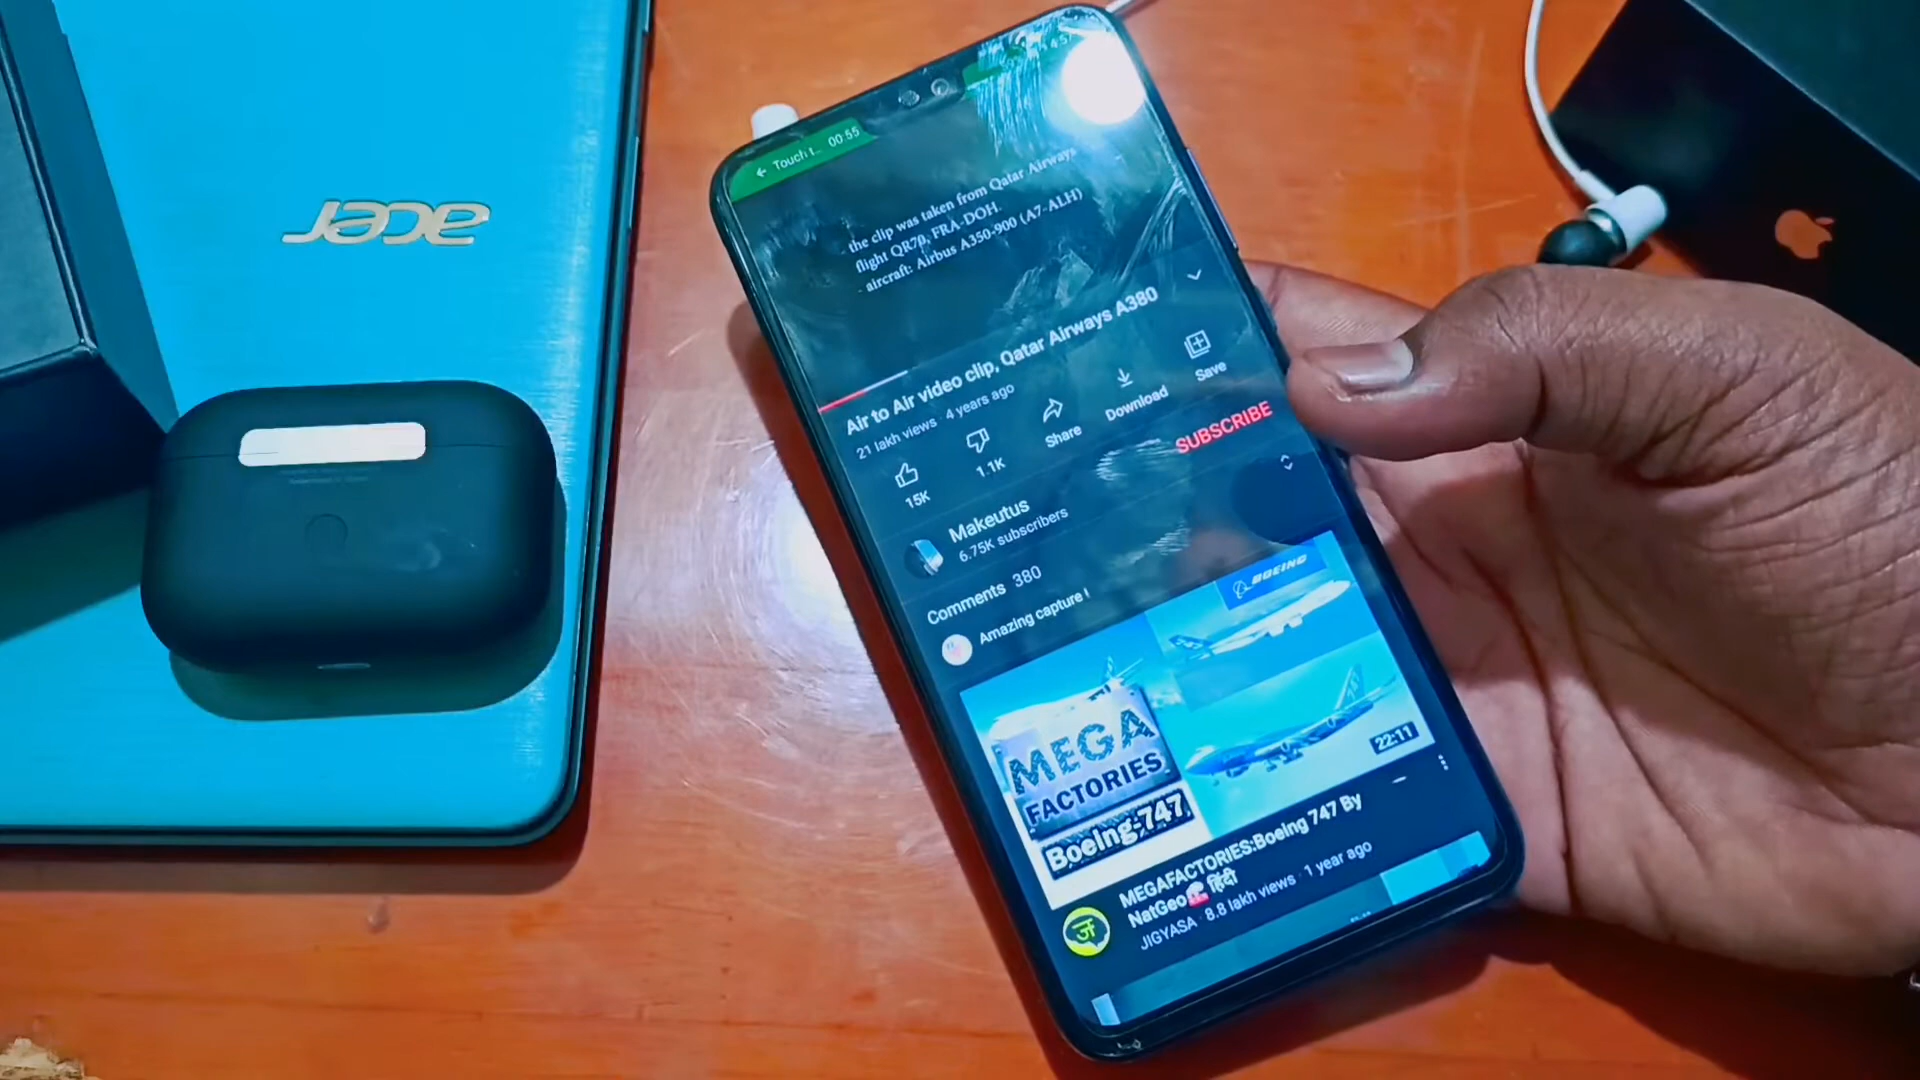 acer
← Touch t... 00:55
the clip was taken from Qatar Airways
flight QR70, FRA-DOH.
aircraft: Airbus A350-900 (A7-ALH)
Air to Air video clip, Qatar Airways A380
21 lakh views · 4 years ago
15K
1.1K
Share
Download
Save
Makeutus
6.75K subscribers
SUBSCRIBE
Comments 380
Amazing capture !
BOEING
747
747
MEGA
FACTORIES
Boeing-747
22:11
MEGAFACTORIES:Boeing 747 By
NatGeo हिंदी
JIGYASA · 8.8 lakh views · 1 year ago